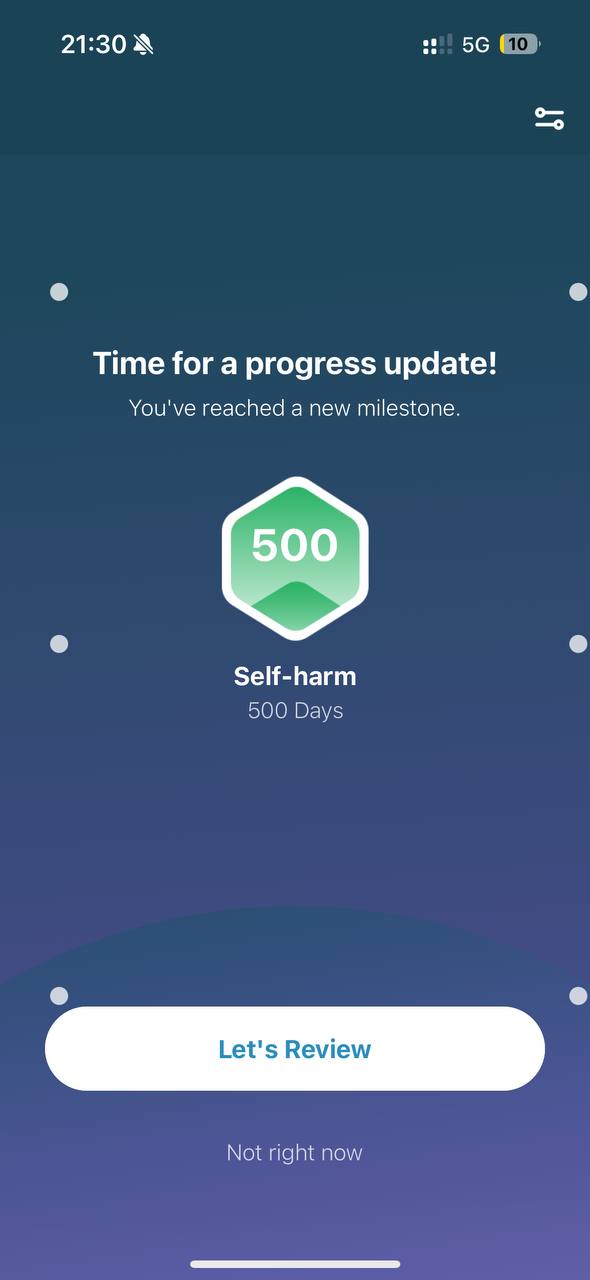 21:30
5G
10
Time for a progress update!
You've reached a new milestone.
500
Self-harm
500 Days
Let's Review
Not right now